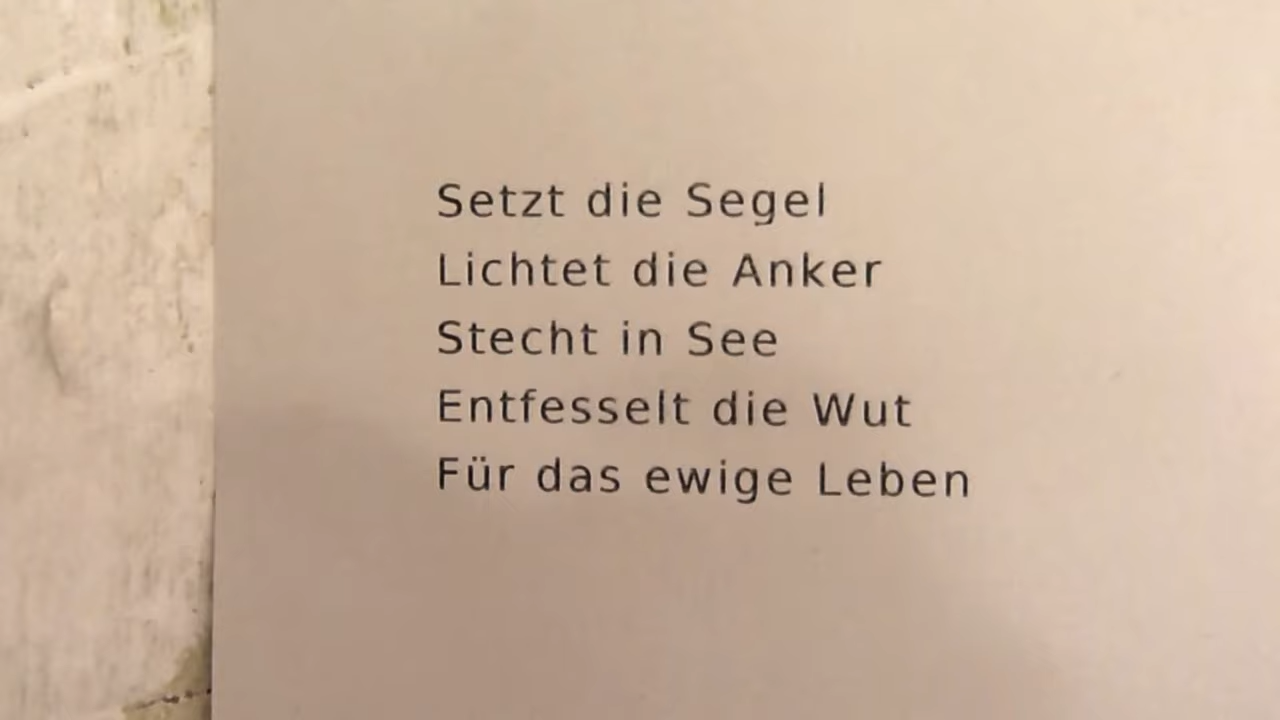 Setzt die Segel
Lichtet die Anker
Stecht in See
Entfesselt die Wut
Für das ewige Leben